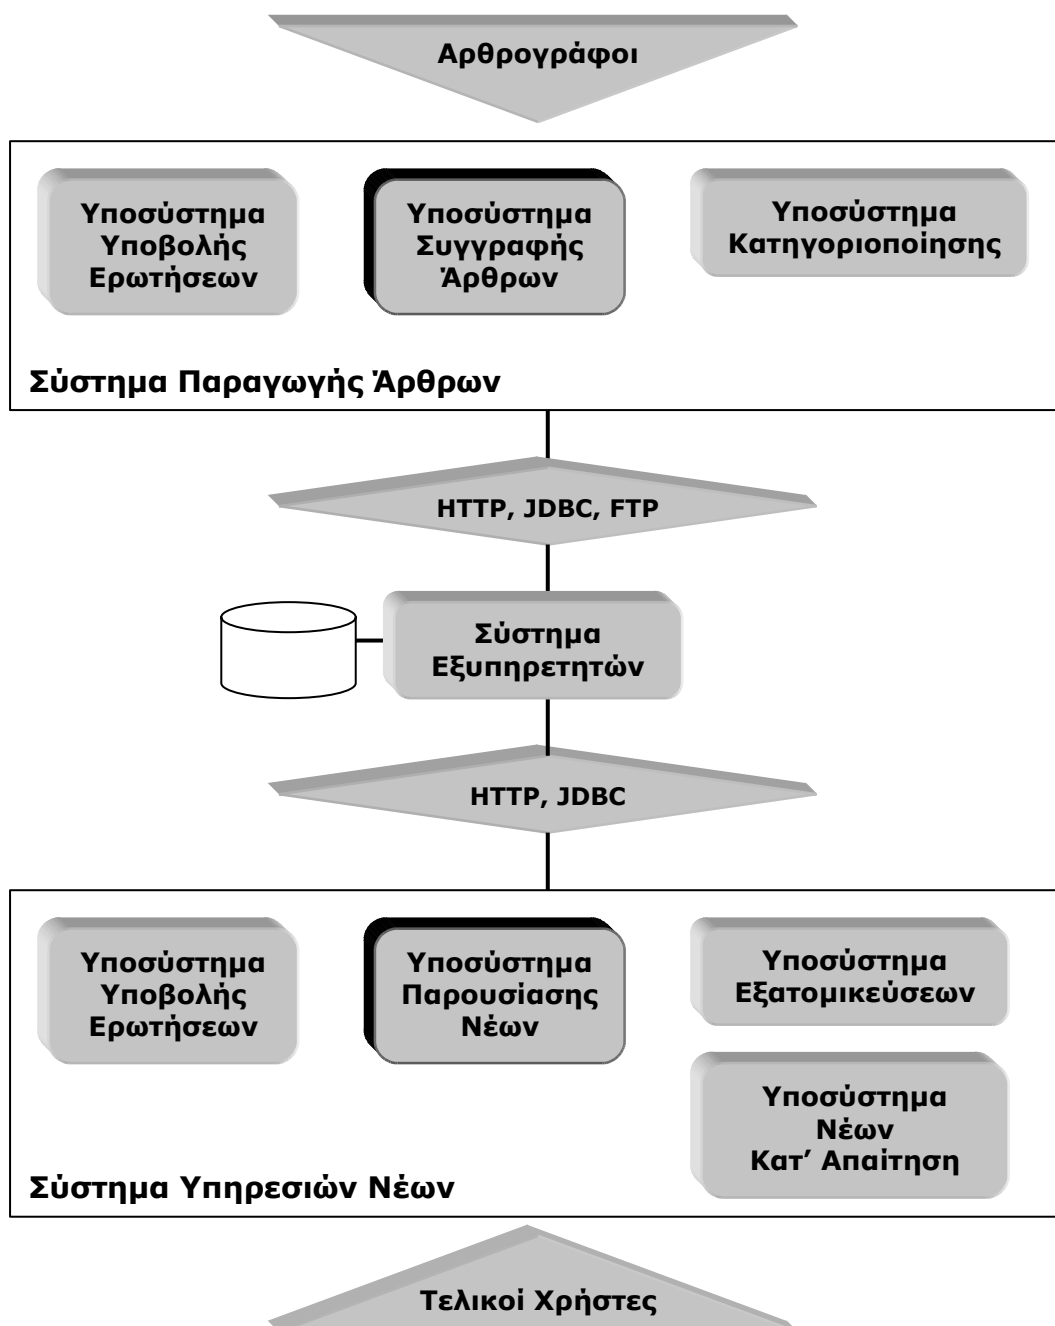 Αρθρογράφοι
Υποσύστημα
Υποβολής
Ερωτήσεων
Υποσύστημα
Συγγραφής
Άρθρων
Υποσύστημα
Κατηγοριοποίησης
Σύστημα Παραγωγής Άρθρων
HTTP, JDBC, FTP
Σύστημα
Εξυπηρετητών
HTTP, JDBC
Υποσύστημα
Υποβολής
Ερωτήσεων
Υποσύστημα
Παρουσίασης
Νέων
Υποσύστημα
Εξατομικεύσεων
Υποσύστημα
Νέων
Κατ’ Απαίτηση
Σύστημα Υπηρεσιών Νέων
Τελικοί Χρήστες